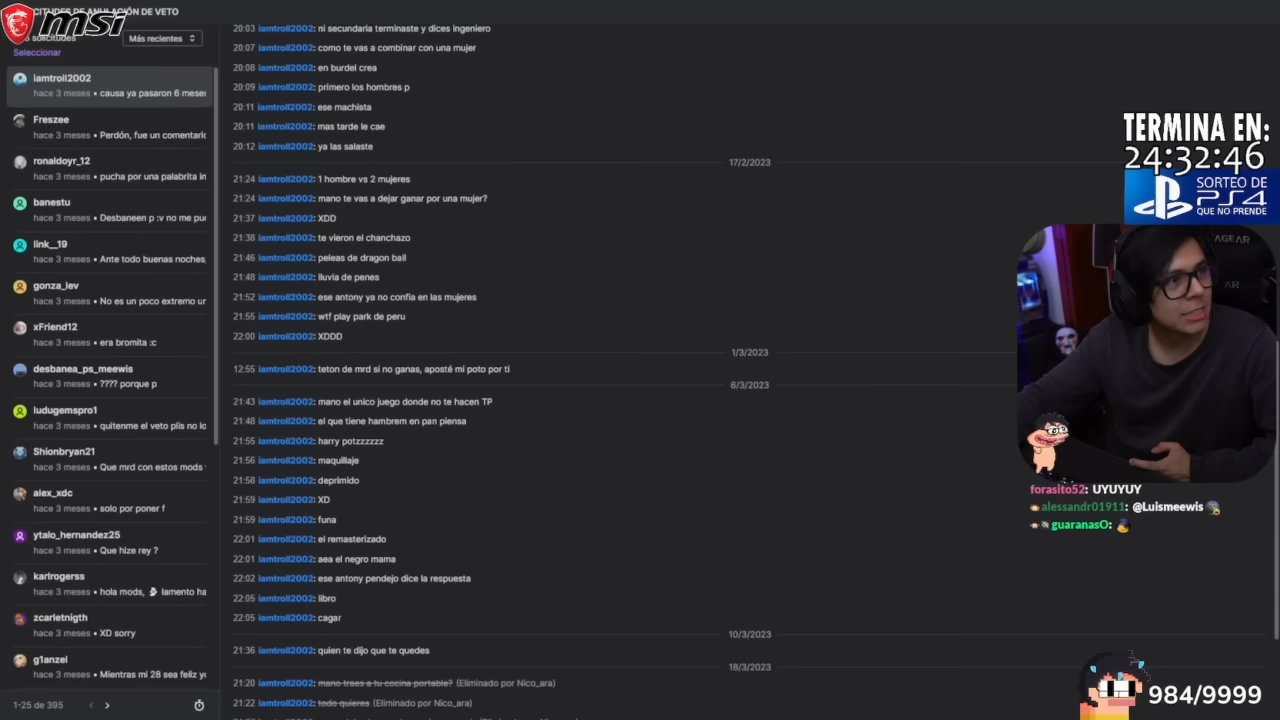 CITUDES DE ANULACIÓN DE VETO
msi
solicitudes
Más recientes
Seleccionar
iamtroll2002
hace 3 meses • causa ya pasaron 6 meses
Freszee
hace 3 meses • Perdón, fue un comentario
ronaldoyr_12
hace 3 meses • pucha por una palabrita in
banestu
hace 3 meses • Desbaneen p :v no me pu
link__19
hace 3 meses • Ante todo buenas noches,
gonza_lev
hace 3 meses • No es un poco extremo ur
xFriend12
hace 3 meses • era bromita :c
desbanea_ps_meewis
hace 3 meses • ???? porque p
ludugemspro1
hace 3 meses • quitenme el veto plis no lo
Shionbryan21
hace 3 meses • Que mrd con estos mods
alex_xdc
hace 3 meses • solo por poner f
ytalo_hernandez25
hace 3 meses • Que hize rey ?
karlrogerss
hace 3 meses • hola mods, lamento ha
zcarletnigth
hace 3 meses • XD sorry
g1anzel
hace 3 meses • Mientras mi 28 sea feliz y
1-25 de 395
20:03 iamtroll2002: ni secundaria terminaste y dices ingeniero
20:07 iamtroll2002: como te vas a combinar con una mujer
20:08 iamtroll2002: en burdel crea
20:09 iamtroll2002: primero los hombres p
20:11 iamtroll2002: ese machista
20:11 iamtroll2002: mas tarde le cae
20:12 iamtroll2002: ya las salaste
17/2/2023
21:24 iamtroll2002: 1 hombre vs 2 mujeres
21:24 iamtroll2002: mano te vas a dejar ganar por una mujer?
21:37 iamtroll2002: XDD
21:38 iamtroll2002: te vieron el chanchazo
21:46 iamtroll2002: peleas de dragon ball
21:48 iamtroll2002: lluvia de penes
21:52 iamtroll2002: ese antony ya no confia en las mujeres
21:55 iamtroll2002: wtf play park de peru
22:00 iamtroll2002: XDDD
1/3/2023
12:55 iamtroll2002: teton de mrd si no ganas, aposté mi poto por ti
6/3/2023
21:43 iamtroll2002: mano el unico juego donde no te hacen TP
21:48 iamtroll2002: el que tiene hambrem en pan piensa
21:55 iamtroll2002: harry potzzzzzz
21:56 iamtroll2002: maquillaje
21:58 iamtroll2002: deprimido
21:59 iamtroll2002: XD
21:59 iamtroll2002: funa
22:01 iamtroll2002: el remasterizado
22:01 iamtroll2002: aea el negro mama
22:02 iamtroll2002: ese antony pendejo dice la respuesta
22:05 iamtroll2002: libro
22:05 iamtroll2002: cagar
10/3/2023
21:36 iamtroll2002: quien te dijo que te quedes
18/3/2023
21:20 iamtroll2002: mano traes a tu cocina portable? (Eliminado por Nico_ara)
21:22 iamtroll2002: todo quieres (Eliminado por Nico_ara)
TERMINA EN:
24:32:46
SORTEO DE
PS4
QUE NO PRENDE
AGEAR
AR
forasito52: UYUYUY
alessandr01911: @Luismeewis
guaranasO:
984/9999